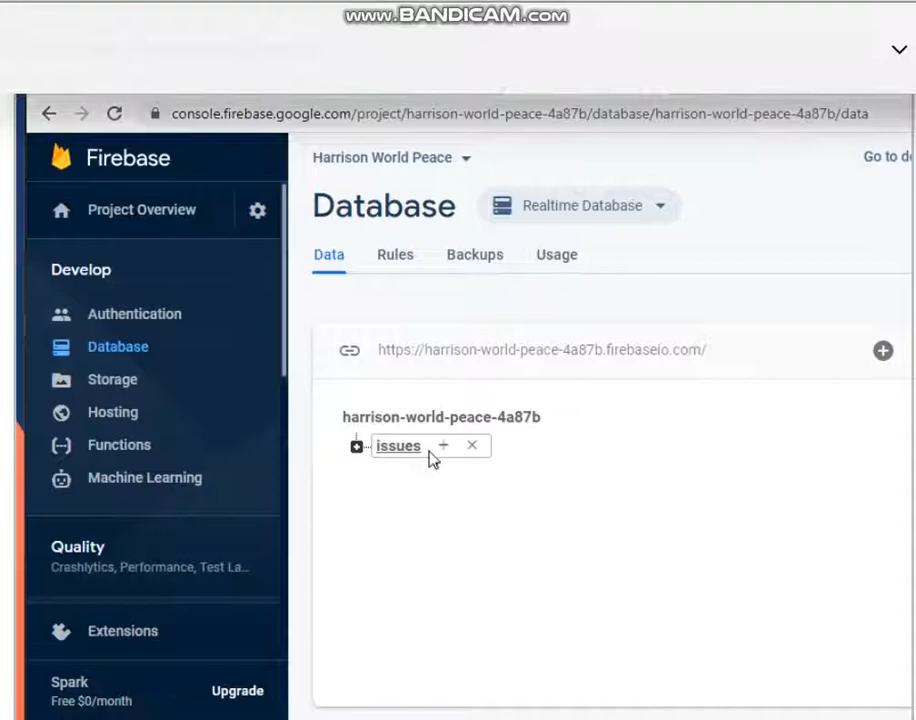 www.BANDICAM.com
console.firebase.google.com/project/harrison-world-peace-4a87b/database/harrison-world-peace-4a87b/data
Firebase
Harrison World Peace
Go to do
Project Overview
Database
Realtime Database
Data
Rules
Backups
Usage
Develop
Authentication
Database
Storage
Hosting
Functions
Machine Learning
https://harrison-world-peace-4a87b.firebaseio.com/
harrison-world-peace-4a87b
issues
Quality
Crashlytics, Performance, Test La...
Extensions
Spark
Free $0/month
Upgrade